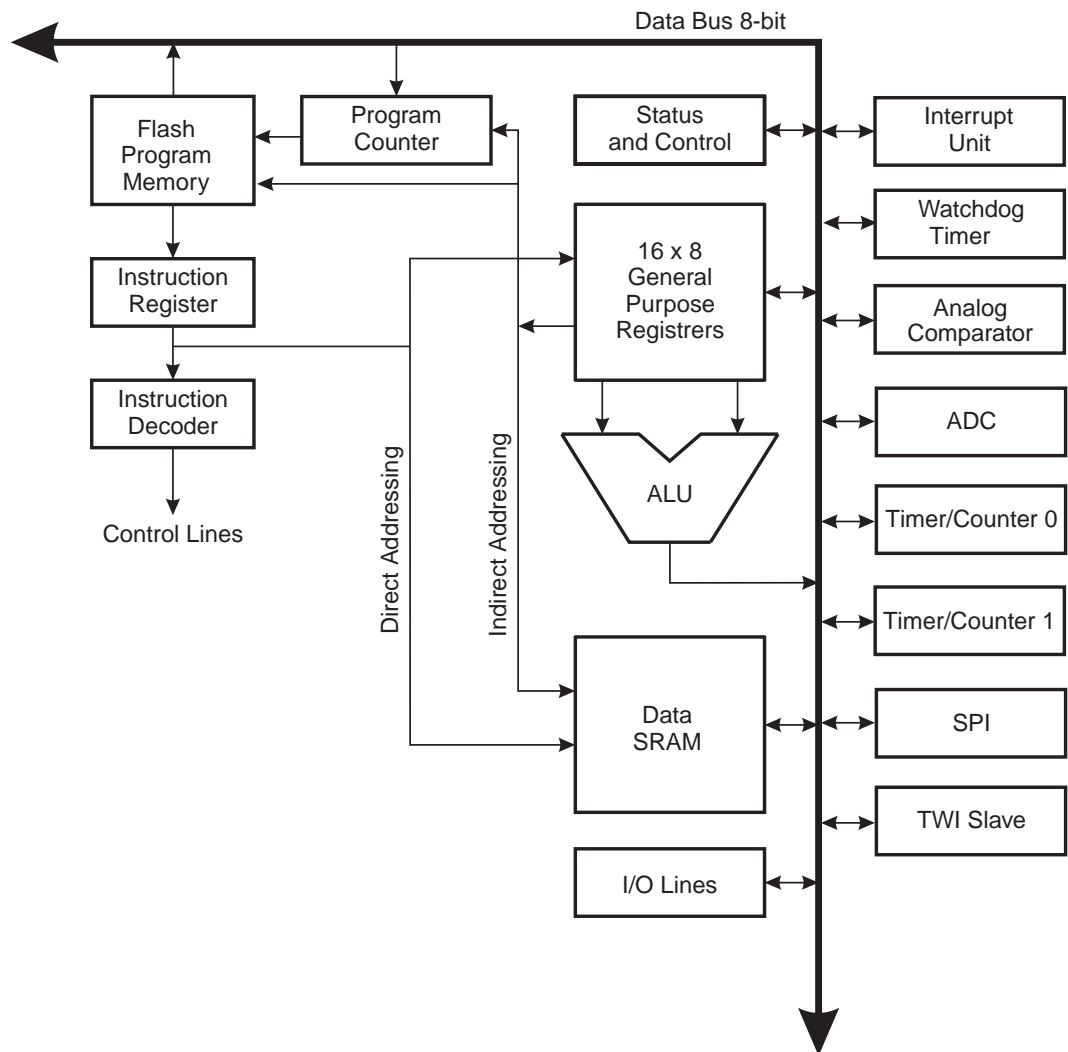 Data Bus 8-bit
Flash
Program
Memory
Program
Counter
Status
and Control
Interrupt
Unit
Watchdog
Timer
16 x 8
General
Purpose
Registrers
Instruction
Register
Analog
Comparator
Instruction
Decoder
ADC
Direct Addressing
Indirect Addressing
ALU
Control Lines
Timer/Counter 0
Timer/Counter 1
Data
SRAM
SPI
TWI Slave
I/O Lines